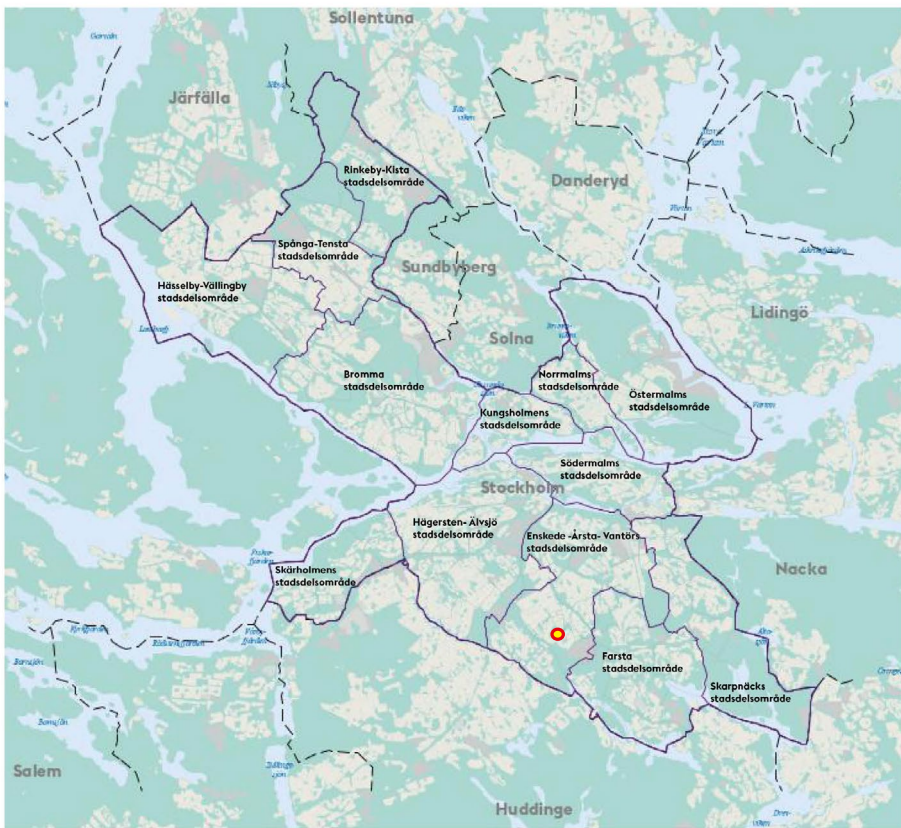 Sollentuna
Järfälla
Rinkeby-Kista
stadsdelsområde
Danderyd
Spånga-Tensta
stadsdelsområde
Sundbyberg
Hässelby-Vällingby
stadsdelsområde
Lidingö
Solna
Bromma
stadsdelsområde
Norrmalms
stadsdelsområde
Östermalms
stadsdelsområde
Kungsholmens
stadsdelsområde
Södermalms
stadsdelsområde
Stockholm
Hägersten- Älvsjö
stadsdelsområde
Enskede -Årsta- Vantörs
stadsdelsområde
Skärholmens
stadsdelsområde
Nacka
Farsta
stadsdelsområde
Skarpnäcks
stadsdelsområde
Salem
Huddinge